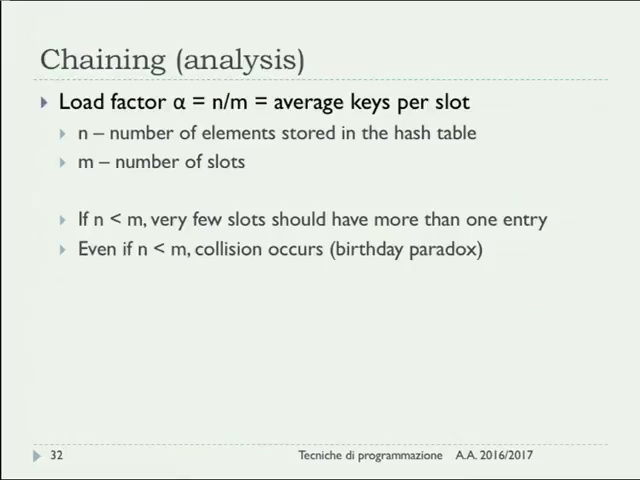 Chaining (analysis)
Load factor α = n/m = average keys per slot
n – number of elements stored in the hash table
m – number of slots
If n < m, very few slots should have more than one entry
Even if n < m, collision occurs (birthday paradox)
32 Tecniche di programmazione A.A. 2016/2017